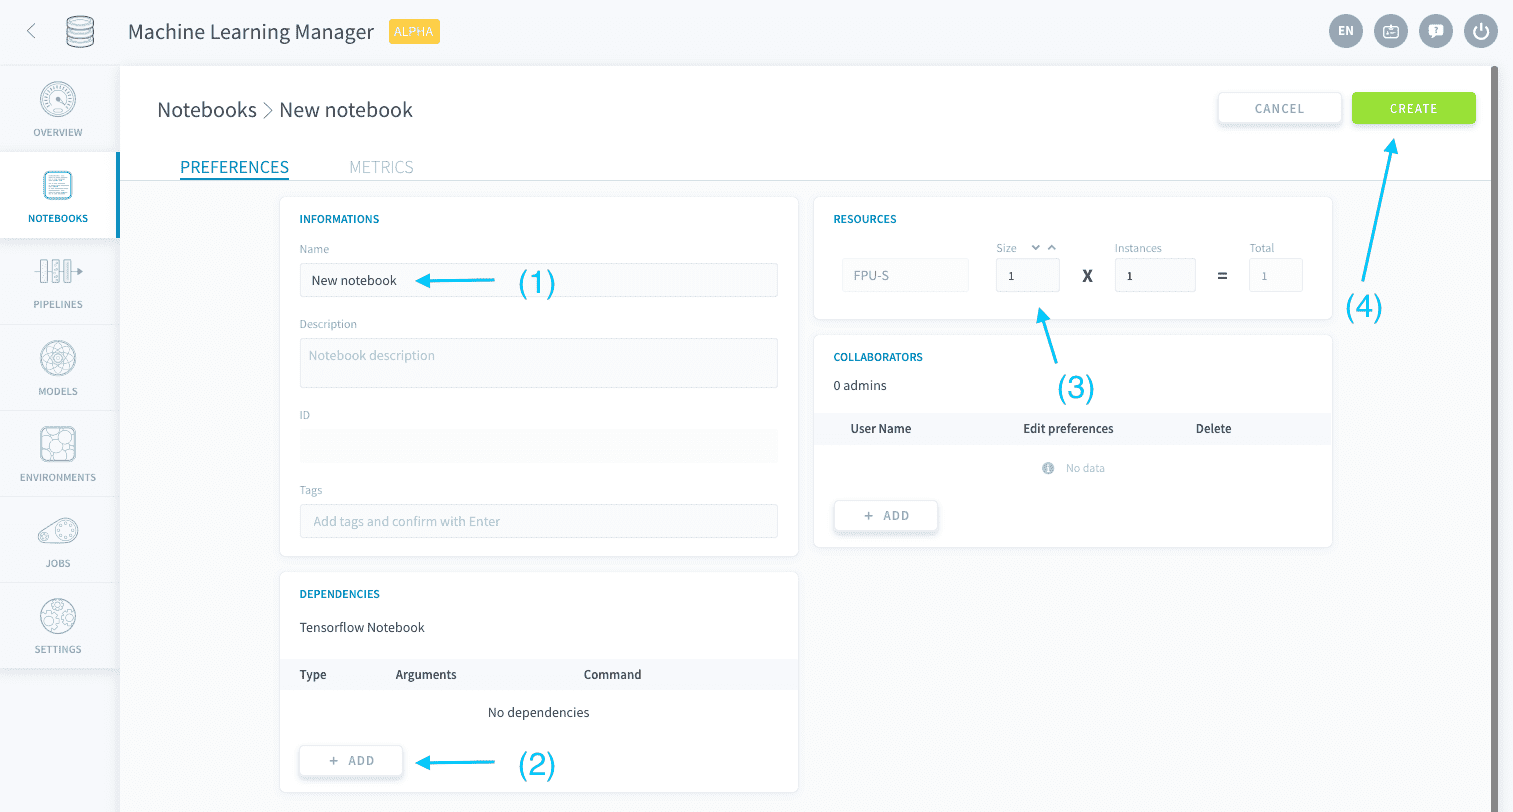 Machine Learning Manager ALPHA
EN
OVERVIEW
NOTEBOOKS
PIPELINES
MODELS
ENVIRONMENTS
JOBS
SETTINGS
Notebooks > New notebook
CANCEL CREATE
PREFERENCES METRICS
INFORMATIONS
Name
New notebook (1)
Description
Notebook description
ID
Tags
Add tags and confirm with Enter
DEPENDENCIES
Tensorflow Notebook
Type Arguments Command
No dependencies
+ ADD (2)
RESOURCES
Size Instances Total
FPU-S 1 X 1 = 1
(3)
(4)
COLLABORATORS
0 admins
User Name Edit preferences Delete
No data
+ ADD